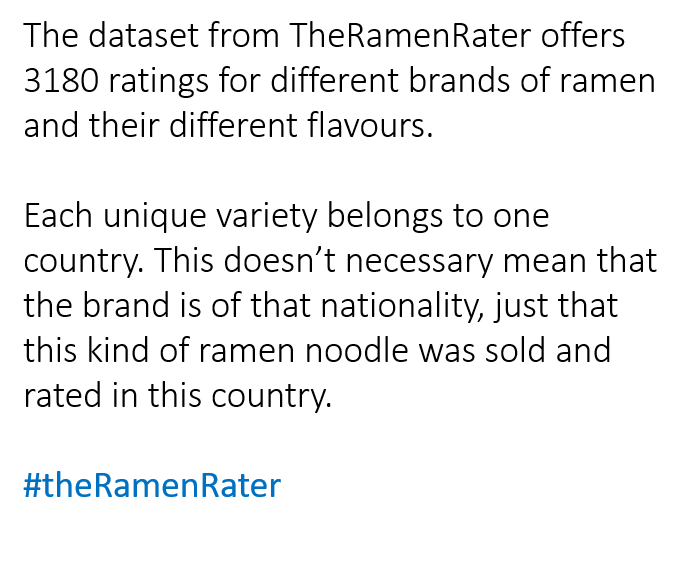 The dataset from TheRamenRater offers
3180 ratings for different brands of ramen
and their different flavours.
Each unique variety belongs to one
country. This doesn’t necessary mean that
the brand is of that nationality, just that
this kind of ramen noodle was sold and
rated in this country.
#theRamenRater